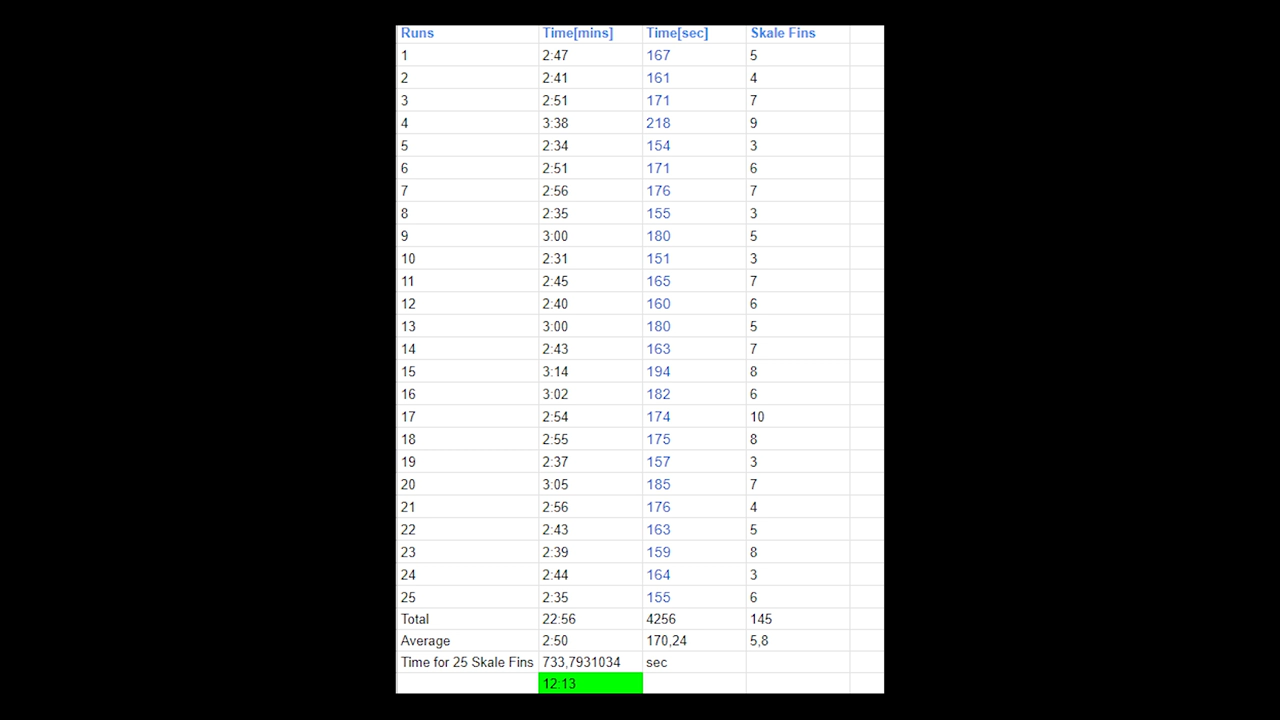 Runs Time[mins] Time[sec] Skale Fins
1 2:47 167 5
2 2:41 161 4
3 2:51 171 7
4 3:38 218 9
5 2:34 154 3
6 2:51 171 6
7 2:56 176 7
8 2:35 155 3
9 3:00 180 5
10 2:31 151 3
11 2:45 165 7
12 2:40 160 6
13 3:00 180 5
14 2:43 163 7
15 3:14 194 8
16 3:02 182 6
17 2:54 174 10
18 2:55 175 8
19 2:37 157 3
20 3:05 185 7
21 2:56 176 4
22 2:43 163 5
23 2:39 159 8
24 2:44 164 3
25 2:35 155 6
Total 22:56 4256 145
Average 2:50 170,24 5,8
Time for 25 Skale Fins 733,7931034 sec
12:13